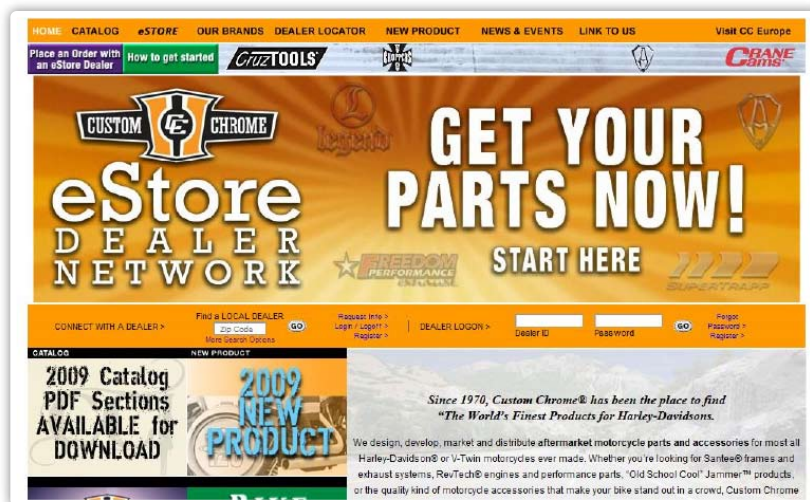 HOME CATALOG eSTORE OUR BRANDS DEALER LOCATOR NEW PRODUCT NEWS & EVENTS LINK TO US Visit CC Europe
Place an Order with
an eStore Dealer
How to get started
CruzTOOLS
CHOPPERS
CRANE
Cams
CUSTOM CHROME
legend
eStore
DEALER
NETWORK
GET YOUR
PARTS NOW!
START HERE
FREEDOM
PERFORMANCE
SUPERTRAPP
CONNECT WITH A DEALER >
Find a LOCAL DEALER
Zip Code GO
More Search Options
Request Info >
Login / Logoff >
Register >
DEALER LOGON >
Dealer ID Password GO
Forgot
Password >
Register >
CATALOG NEW PRODUCT
2009 Catalog
PDF Sections
AVAILABLE for
DOWNLOAD
2009
NEW
PRODUCT
Since 1970, Custom Chrome® has been the place to find
"The World's Finest Products for Harley-Davidsons.
We design, develop, market and distribute aftermarket motorcycle parts and accessories for most all
Harley-Davidson® or V-Twin motorcycles ever made. Whether you're looking for Santee® frames and
exhaust systems, RevTech® engines and performance parts, "Old School Cool" Jammer™ products,
or the quality kind of motorcycle accessories that make your bike stand out in a crowd, Custom Chrome